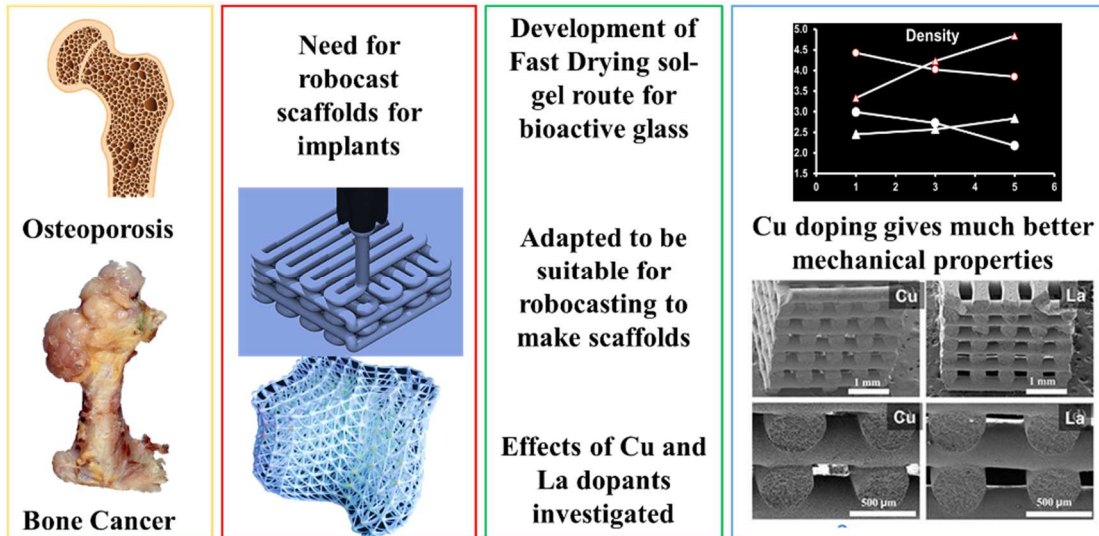 Osteoporosis
Bone Cancer
Need for
robocast
scaffolds for
implants
Development of
Fast Drying sol-
gel route for
bioactive glass
Adapted to be
suitable for
robocasting to
make scaffolds
Effects of Cu and
La dopants
investigated
Density
5.0
4.5
4.0
3.5
3.0
2.5
2.0
1.5
0 1 2 3 4 5 6
Cu doping gives much better
mechanical properties
Cu
1 mm
La
1 mm
Cu
500 µm
La
500 µm